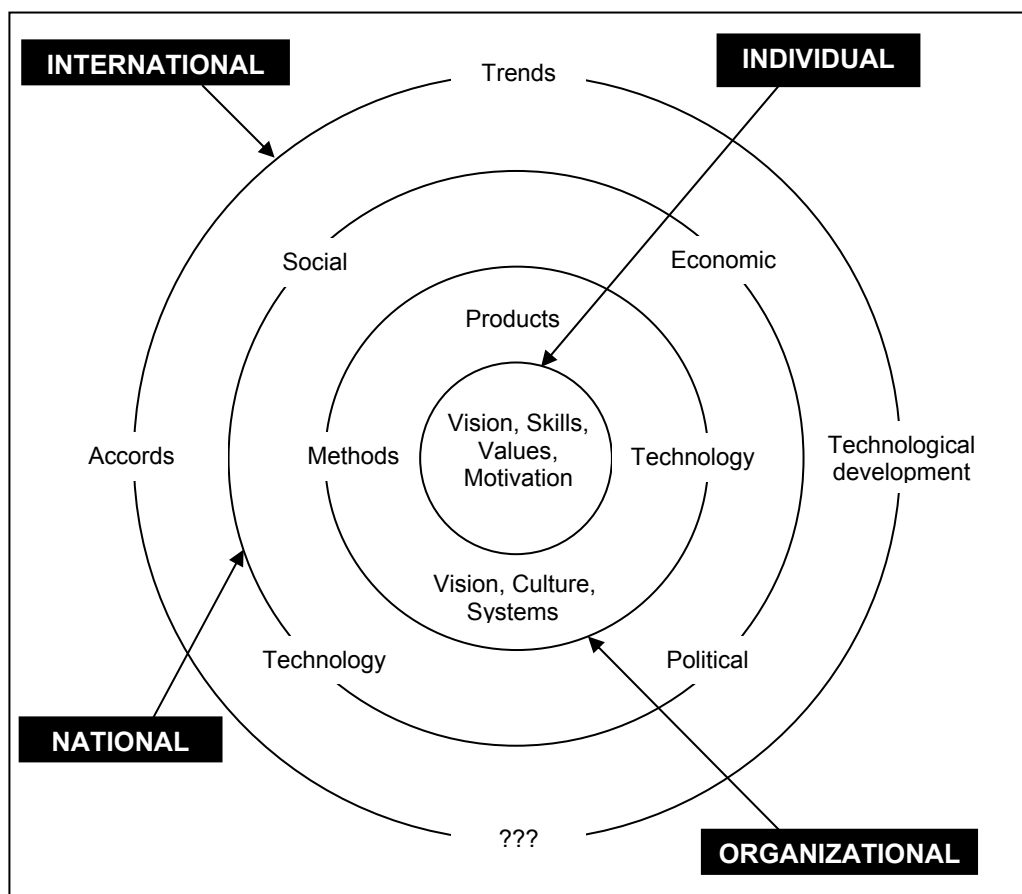 INTERNATIONAL
INDIVIDUAL
Trends
Social
Economic
Products
Vision, Skills,
Values,
Motivation
Accords
Methods
Technology
Technological
development
Vision, Culture,
Systems
Technology
Political
NATIONAL
???
ORGANIZATIONAL